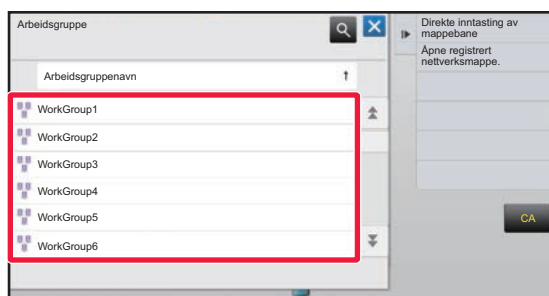 Arbeidsgruppe
Arbeidsgruppenavn
WorkGroup1
WorkGroup2
WorkGroup3
WorkGroup4
WorkGroup5
WorkGroup6
Direkte inntasting av
mappebane
Åpne registrert
nettverksmappe.
CA